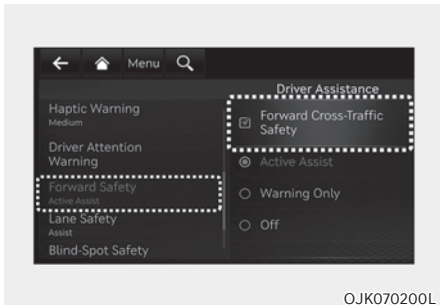 Menu
Driver Assistance
Haptic Warning
Medium
Driver Attention
Warning
Forward Safety
Active Assist
Lane Safety
Assist
Blind-Spot Safety
Forward Cross-Traffic
Safety
Active Assist
Warning Only
Off
OJK070200L